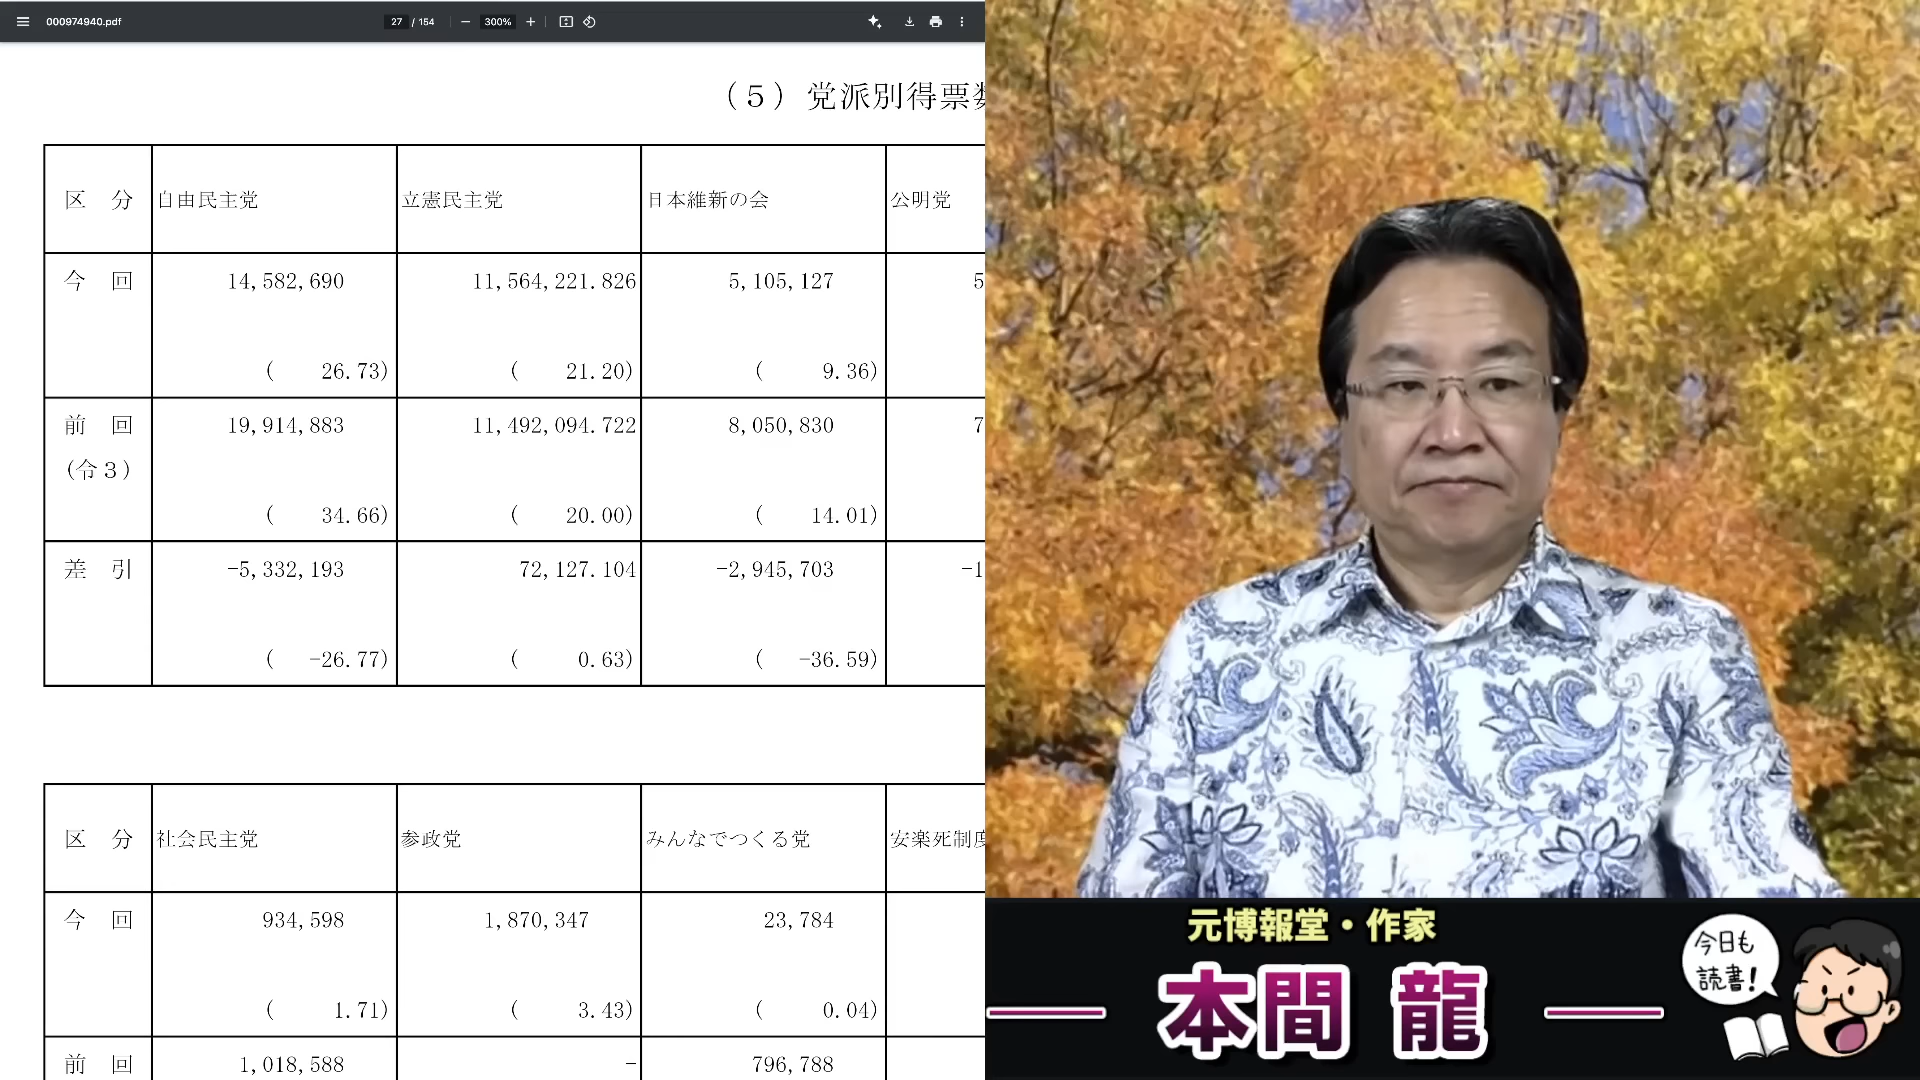 000974940.pdf
27 / 154
300%
（５）党派別得票
区 分 自由民主党 立憲民主党 日本維新の会 公明党
今 回 14,582,690 11,564,221.826 5,105,127 5
( 26.73) ( 21.20) ( 9.36)
前 回 19,914,883 11,492,094.722 8,050,830 7
(令３)
( 34.66) ( 20.00) ( 14.01)
差 引 -5,332,193 72,127.104 -2,945,703 -1
( -26.77) ( 0.63) ( -36.59)
区 分 社会民主党 参政党 みんなでつくる党 安楽死制度
今 回 934,598 1,870,347 23,784
( 1.71) ( 3.43) ( 0.04)
前 回 1,018,588 - 796,788
元博報堂・作家
本間 龍
今日も
読書!